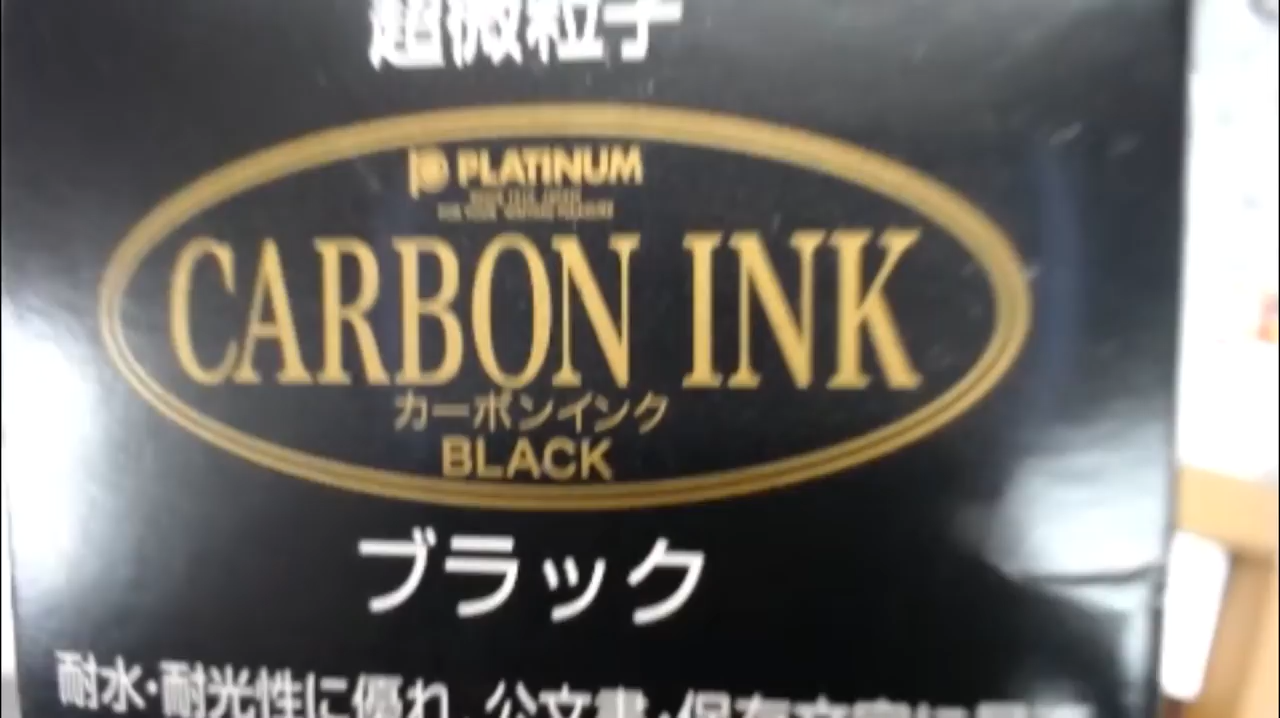 超微粒子
PLATINUM
CARBON INK
カーボンインク
BLACK
ブラック
耐水・耐光性に優れ、公文書・保存文書に最適